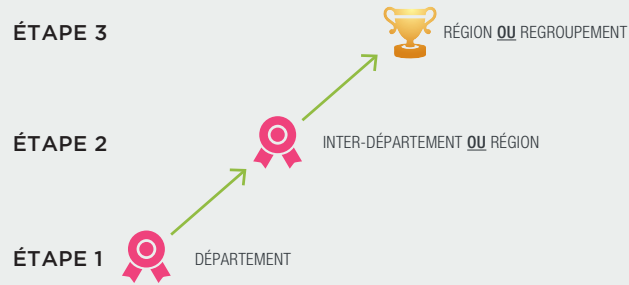 ÉTAPE 3
RÉGION OU REGROUPEMENT
ÉTAPE 2
INTER-DÉPARTEMENT OU RÉGION
ÉTAPE 1
DÉPARTEMENT